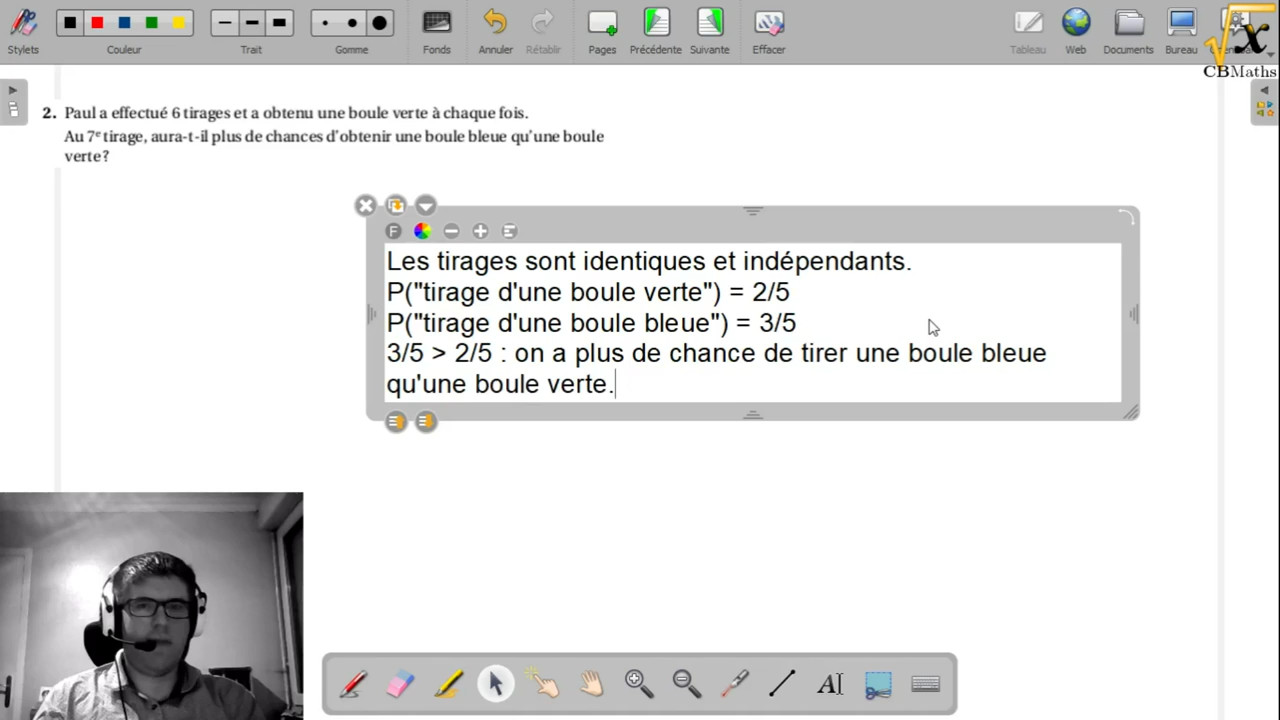 Stylets
Couleur
Trait
Gomme
Fonds
Annuler
Rétablir
Pages
Précédente
Suivante
Effacer
Tableau
Web
Documents
Bureau
x
CBMaths
2. Paul a effectué 6 tirages et a obtenu une boule verte à chaque fois.
Au 7e tirage, aura-t-il plus de chances d'obtenir une boule bleue qu'une boule
verte?
F
Les tirages sont identiques et indépendants.
P("tirage d'une boule verte") = 2/5
P("tirage d'une boule bleue") = 3/5
3/5 > 2/5 : on a plus de chance de tirer une boule bleue
qu'une boule verte.
A